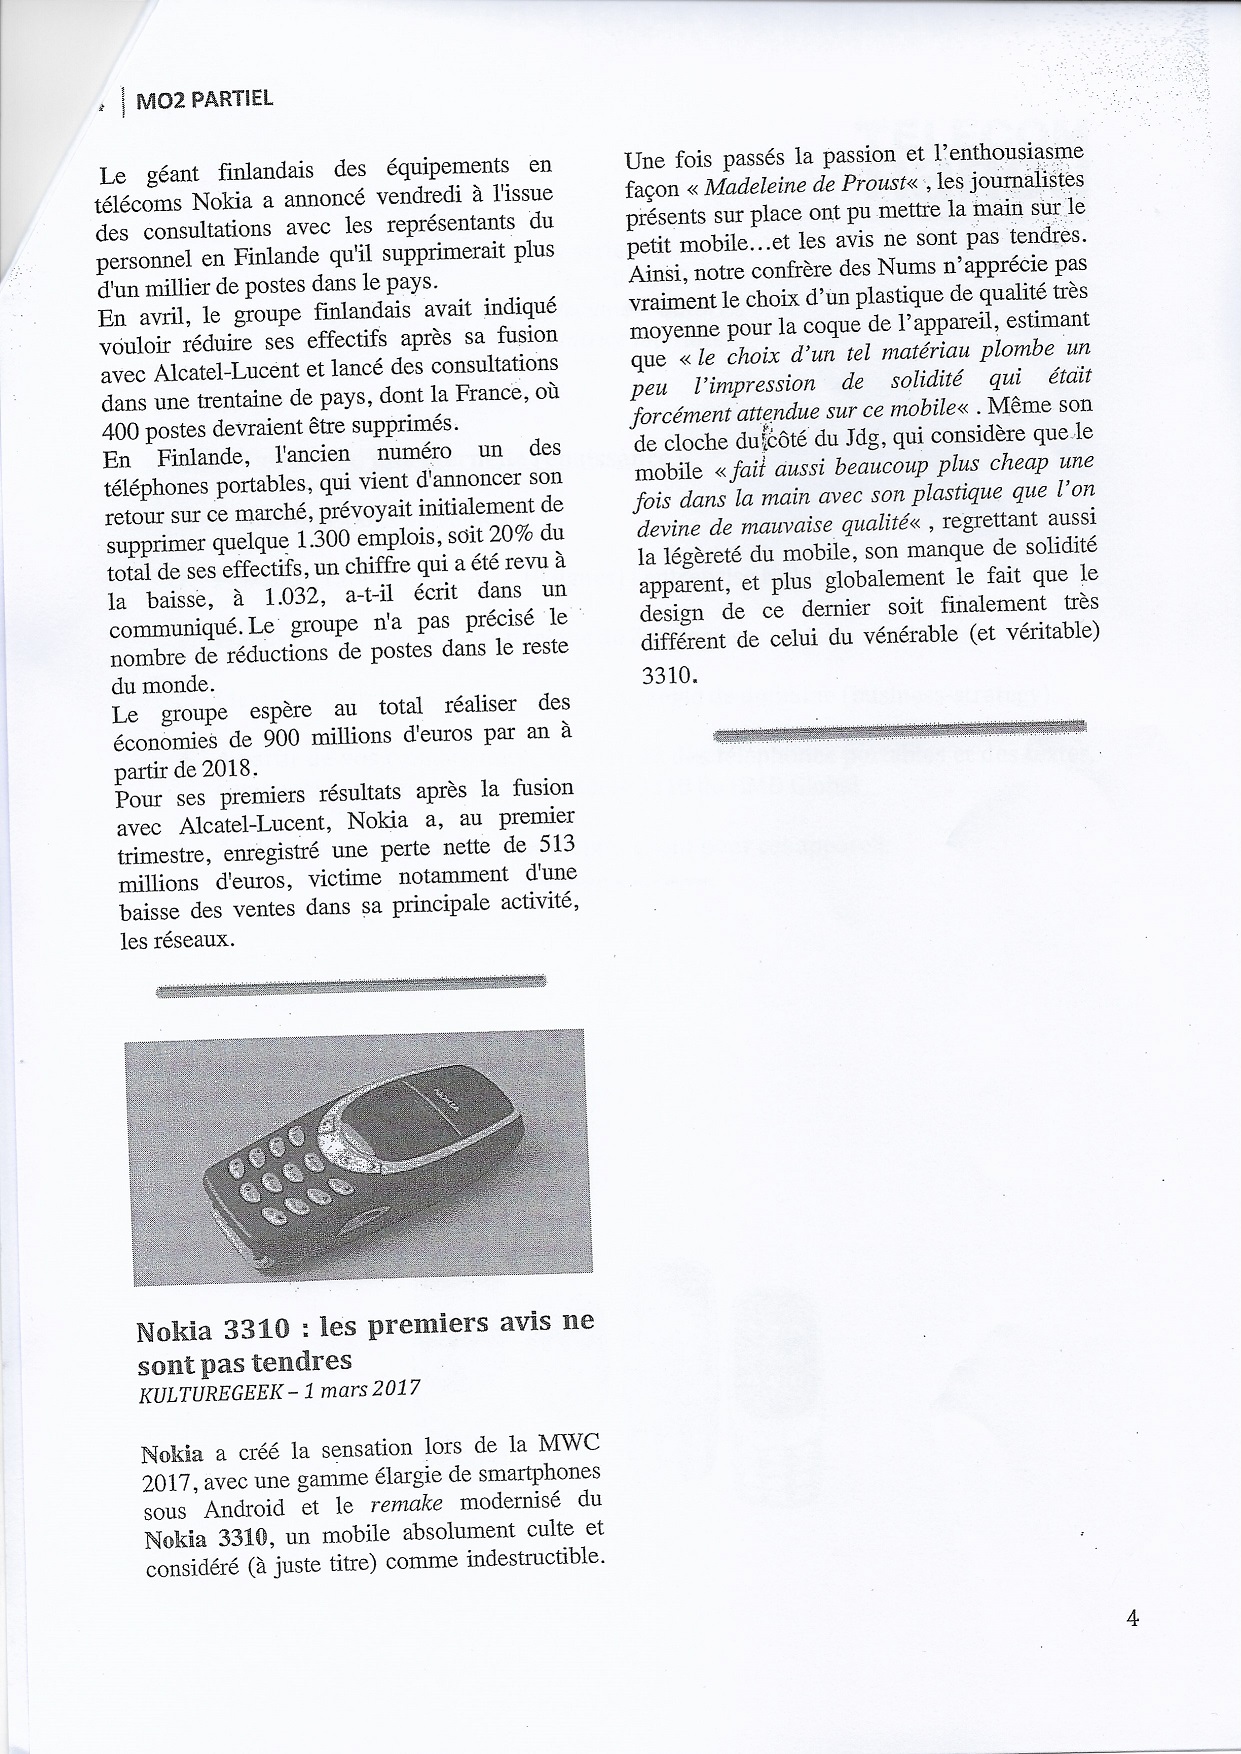 MO2 PARTIEL
Le géant finlandais des équipements en
télécoms Nokia a annoncé vendredi à l'issue
des consultations avec les représentants du
personnel en Finlande qu'il supprimerait plus
d'un millier de postes dans le pays.
En avril, le groupe finlandais avait indiqué
vouloir réduire ses effectifs après sa fusion
avec Alcatel-Lucent et lancé des consultations
dans une trentaine de pays, dont la France, où
400 postes devraient être supprimés.
En Finlande, l'ancien numéro un des
téléphones portables, qui vient d'annoncer son
retour sur ce marché, prévoyait initialement de
supprimer quelque 1.300 emplois, soit 20% du
total de ses effectifs, un chiffre qui a été revu à
la baisse, à 1.032, a-t-il écrit dans un
communiqué. Le groupe n'a pas précisé le
nombre de réductions de postes dans le reste
du monde.
Le groupe espère au total réaliser des
économies de 900 millions d'euros par an à
partir de 2018.
Pour ses premiers résultats après la fusion
avec Alcatel-Lucent, Nokia a, au premier
trimestre, enregistré une perte nette de 513
millions d'euros, victime notamment d'une
baisse des ventes dans sa principale activité,
les réseaux.
NOKIA
Nokia 3310 : les premiers avis ne
sont pas tendres
KULTUREGEEK – 1 mars 2017
Nokia a créé la sensation lors de la MWC
2017, avec une gamme élargie de smartphones
sous Android et le remake modernisé du
Nokia 3310, un mobile absolument culte et
considéré (à juste titre) comme indestructible.
Une fois passés la passion et l’enthousiasme
façon « Madeleine de Proust« , les journalistes
présents sur place ont pu mettre la main sur le
petit mobile…et les avis ne sont pas tendres.
Ainsi, notre confrère des Nums n’apprécie pas
vraiment le choix d’un plastique de qualité très
moyenne pour la coque de l’appareil, estimant
que « le choix d’un tel matériau plombe un
peu l’impression de solidité qui était
forcément attendue sur ce mobile« . Même son
de cloche du côté du Jdg, qui considère que le
mobile « fait aussi beaucoup plus cheap une
fois dans la main avec son plastique que l’on
devine de mauvaise qualité« , regrettant aussi
la légèreté du mobile, son manque de solidité
apparent, et plus globalement le fait que le
design de ce dernier soit finalement très
différent de celui du vénérable (et véritable)
3310.
4